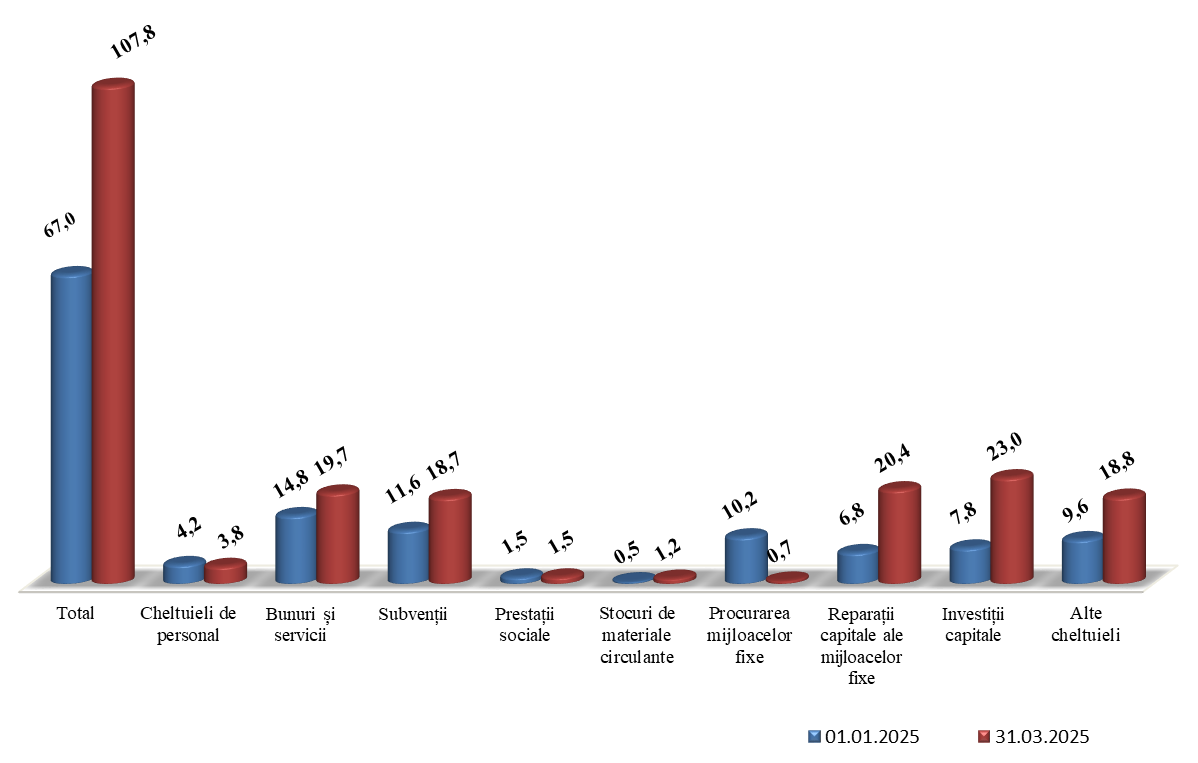 107,8
67,0
4,2
3,8
14,8
19,7
11,6
18,7
1,5
1,5
0,5
1,2
10,2
0,7
6,8
20,4
7,8
23,0
9,6
18,8
Total
Cheltuieli de
personal
Bunuri și
servicii
Subvenții
Prestații
sociale
Stocuri de
materiale
circulante
Procurarea
mijloacelor
fixe
Reparații
capitale ale
mijloacelor
fixe
Investiții
capitale
Alte
cheltuieli
01.01.2025
31.03.2025